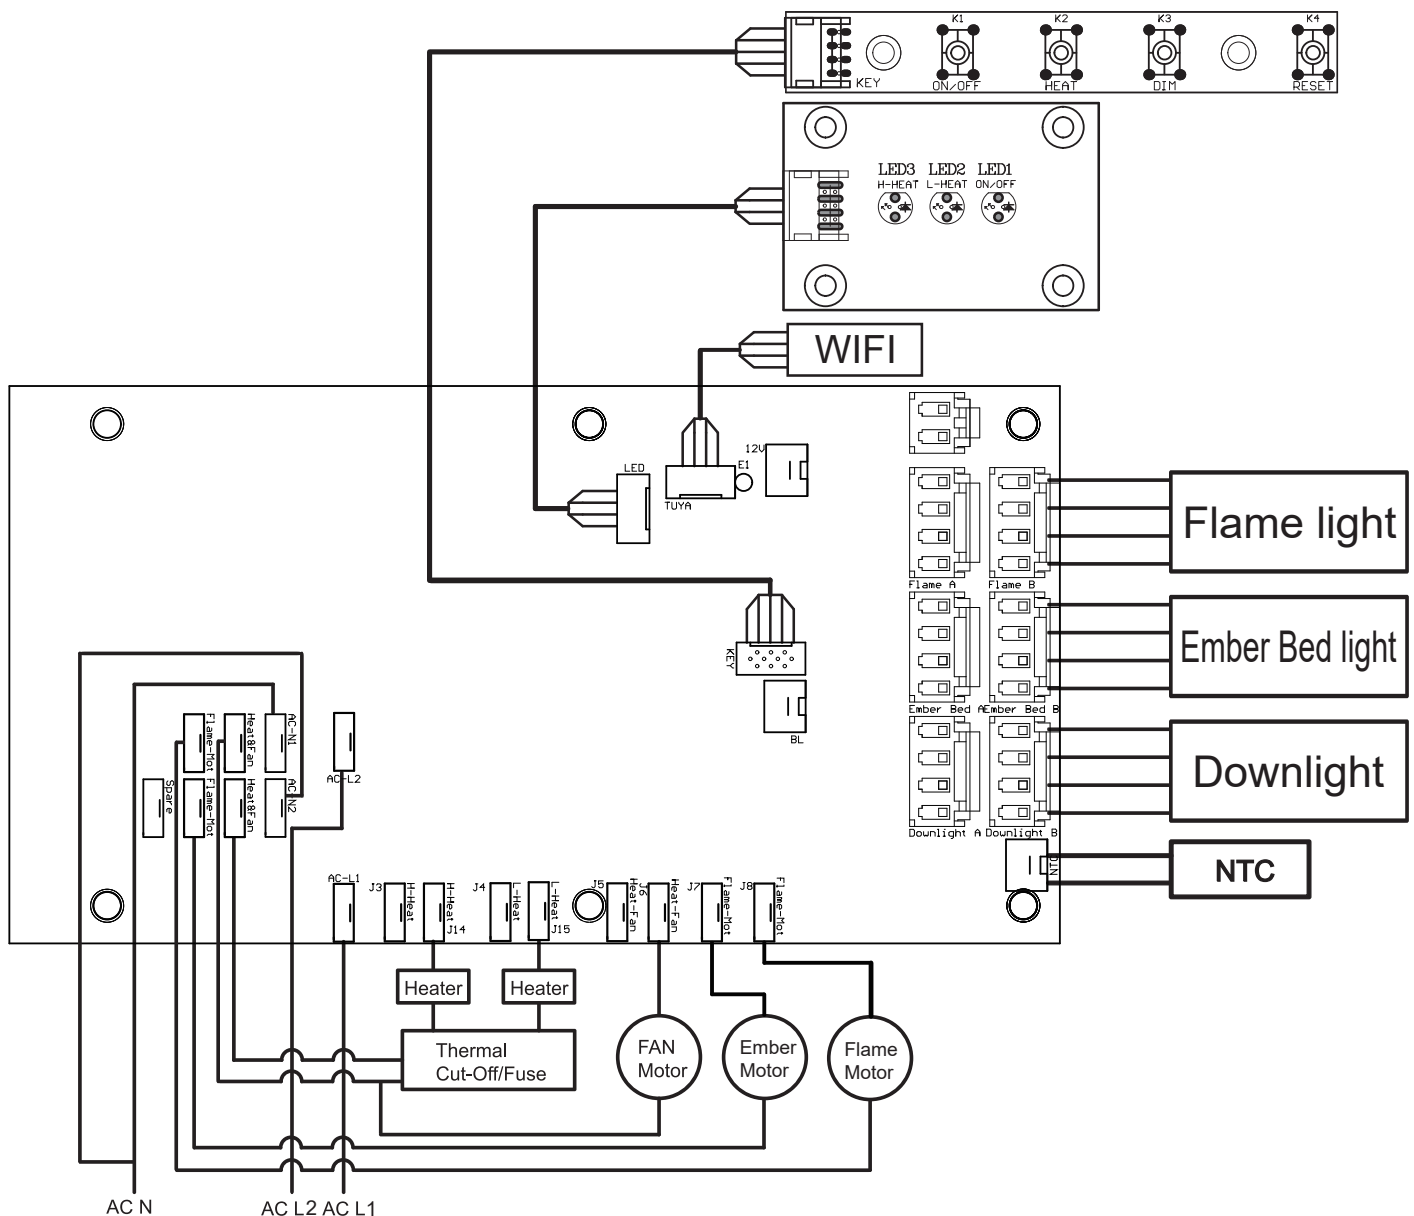 K1
K2
K3
K4
KEY
ON/OFF
HEAT
DIM
RESET
LED3
LED2
LED1
H-HEAT
L-HEAT
ON/OFF
WIFI
LED
TUYA
E1
12V
Flame A
Flame B
Flame light
KEY
BL
Ember Bed A
Ember Bed B
Ember Bed light
Downlight A
Downlight B
Downlight
NTC
NTC
Flame-Mot
Heat&Fan
AC-N1
AC-L2
Spare
Flame-Mot
Heat&Fan
AC-N2
AC-L1
J3
H-Heat
H-Heat
J14
J4
L-Heat
L-Heat
J15
J5
Heat-Fan
J6
Heat-Fan
J7
Flame-Mot
J8
Flame-Mot
Heater
Heater
Thermal
Cut-Off/Fuse
FAN
Motor
Ember
Motor
Flame
Motor
AC N
AC L2
AC L1